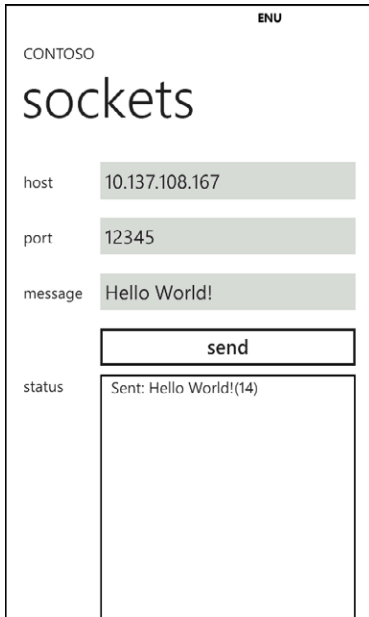 ENU
CONTOSO
sockets
host 10.137.108.167
port 12345
message Hello World!
send
status Sent: Hello World!(14)